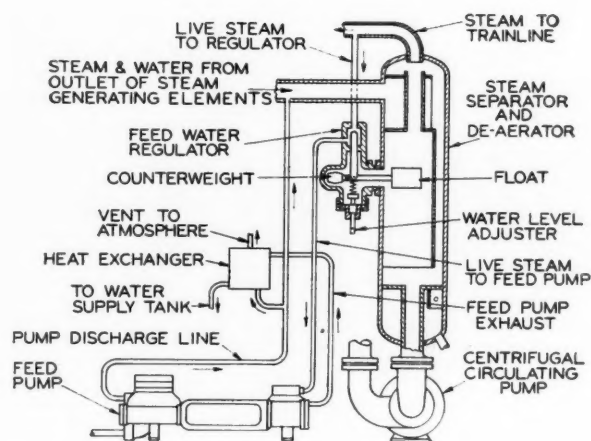 LIVE STEAM
TO REGULATOR
STEAM TO
TRAINLINE
STEAM & WATER FROM
OUTLET OF STEAM
GENERATING ELEMENTS
STEAM
SEPARATOR
AND
DE-AERATOR
FEED WATER
REGULATOR
COUNTERWEIGHT
FLOAT
VENT TO
ATMOSPHERE
WATER LEVEL
ADJUSTER
HEAT EXCHANGER
LIVE STEAM
TO FEED PUMP
TO WATER
SUPPLY TANK
FEED PUMP
EXHAUST
PUMP DISCHARGE LINE
FEED
PUMP
CENTRIFUGAL
CIRCULATING
PUMP